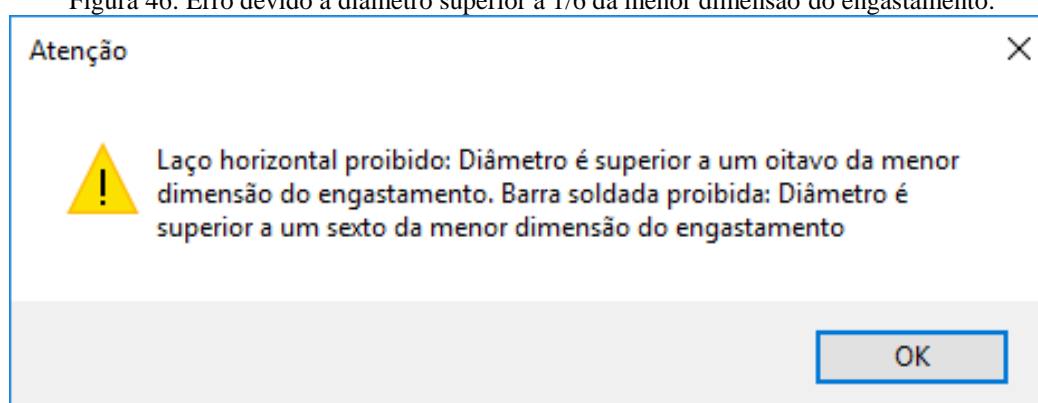 Figura 46. Erro devido a diâmetro superior a 1/6 da menor dimensão do engastamento.
Atenção
Laço horizontal proibido: Diâmetro é superior a um oitavo da menor
dimensão do engastamento. Barra soldada proibida: Diâmetro é
superior a um sexto da menor dimensão do engastamento
OK